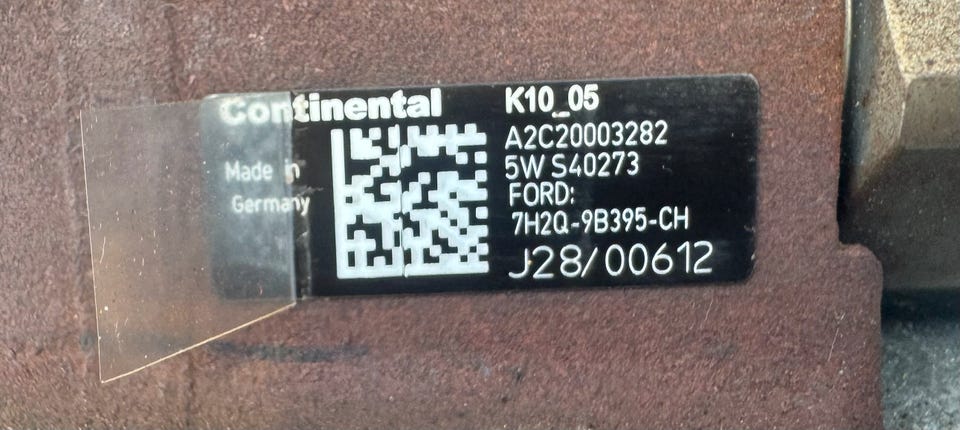 Continental
Made in
Germany
K10_05
A2C20003282
5W S40273
FORD:
7H2Q-9B395-CH
J28/00612